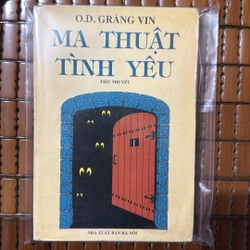 O.D. GRĂNG VIN
MA THUẬT
TÌNH YÊU
TIỂU THUYẾT
NHÀ XUẤT BẢN HÀ NỘI